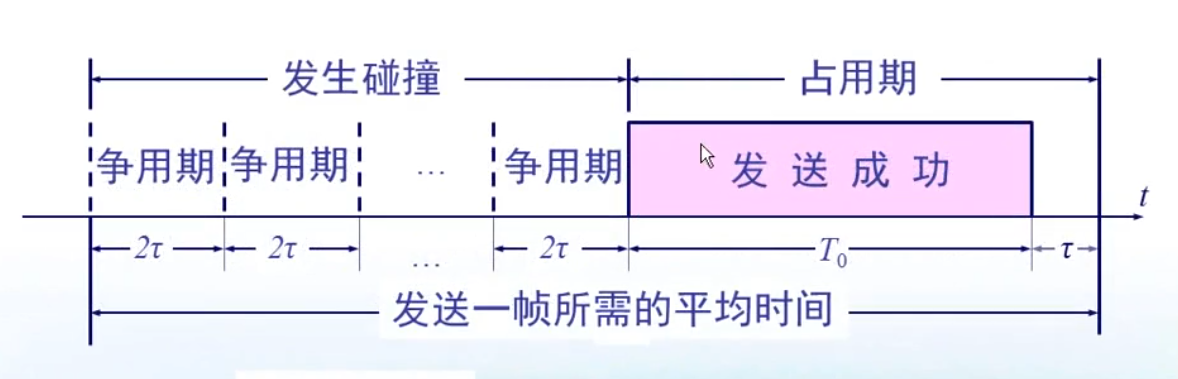 发生碰撞 占用期
争用期 争用期 … 争用期 发送成功
t
2τ 2τ … 2τ T₀ τ
发送一帧所需的平均时间